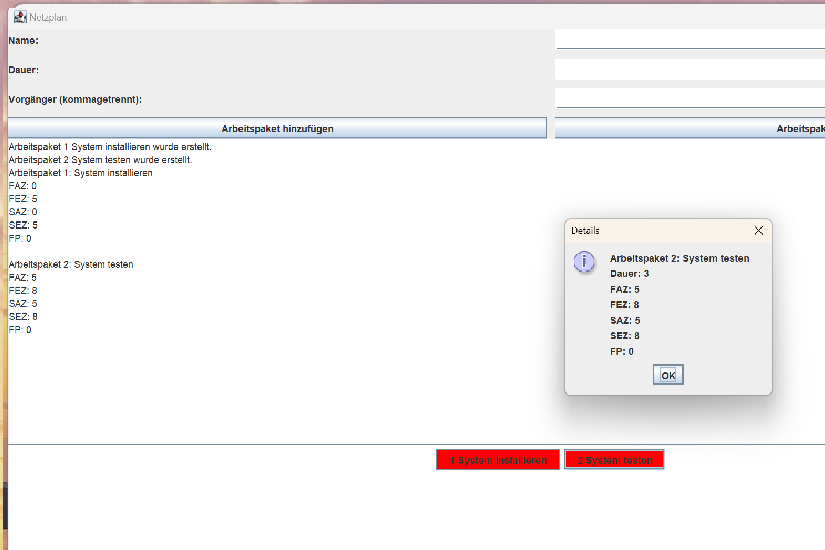 Netzplan
Name:
Dauer:
Vorgänger (kommagetrennt):
Arbeitspaket hinzufügen
Arbeitspak
Arbeitspaket 1 System installieren wurde erstellt.
Arbeitspaket 2 System testen wurde erstellt.
Arbeitspaket 1: System installieren
FAZ: 0
FEZ: 5
SAZ: 0
SEZ: 5
FP: 0
Arbeitspaket 2: System testen
FAZ: 5
FEZ: 8
SAZ: 5
SEZ: 8
FP: 0
Details
Arbeitspaket 2: System testen
Dauer: 3
FAZ: 5
FEZ: 8
SAZ: 5
SEZ: 8
FP: 0
OK
1 System installieren
2 System testen